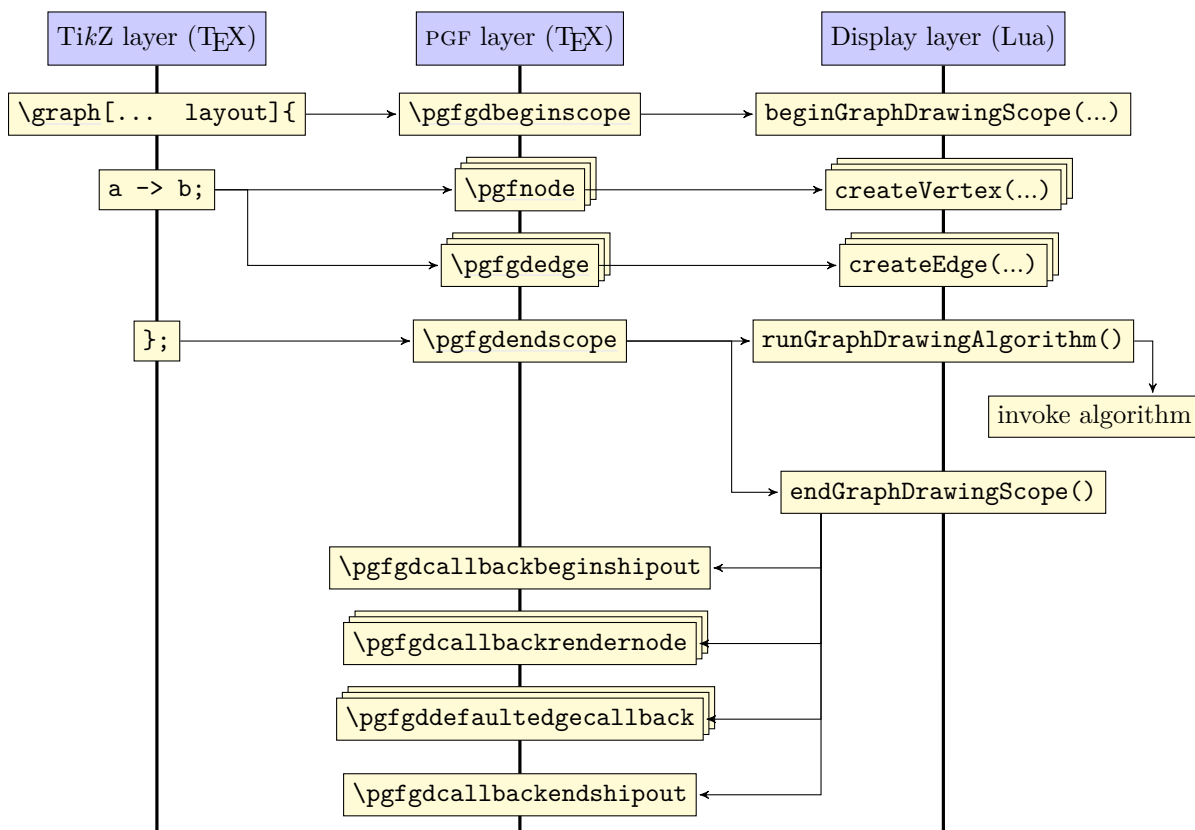 TikZ layer (TEX)
PGF layer (TEX)
Display layer (Lua)
\graph[... layout]{
\pgfgdbeginscope
beginGraphDrawingScope(...)
a -> b;
\pgfnode
createVertex(...)
\pgfgdedge
createEdge(...)
};
\pgfgdendscope
runGraphDrawingAlgorithm()
invoke algorithm
endGraphDrawingScope()
\pgfgdcallbackbeginshipout
\pgfgdcallbackrendernode
\pgfgddefaultedgecallback
\pgfgdcallbackendshipout